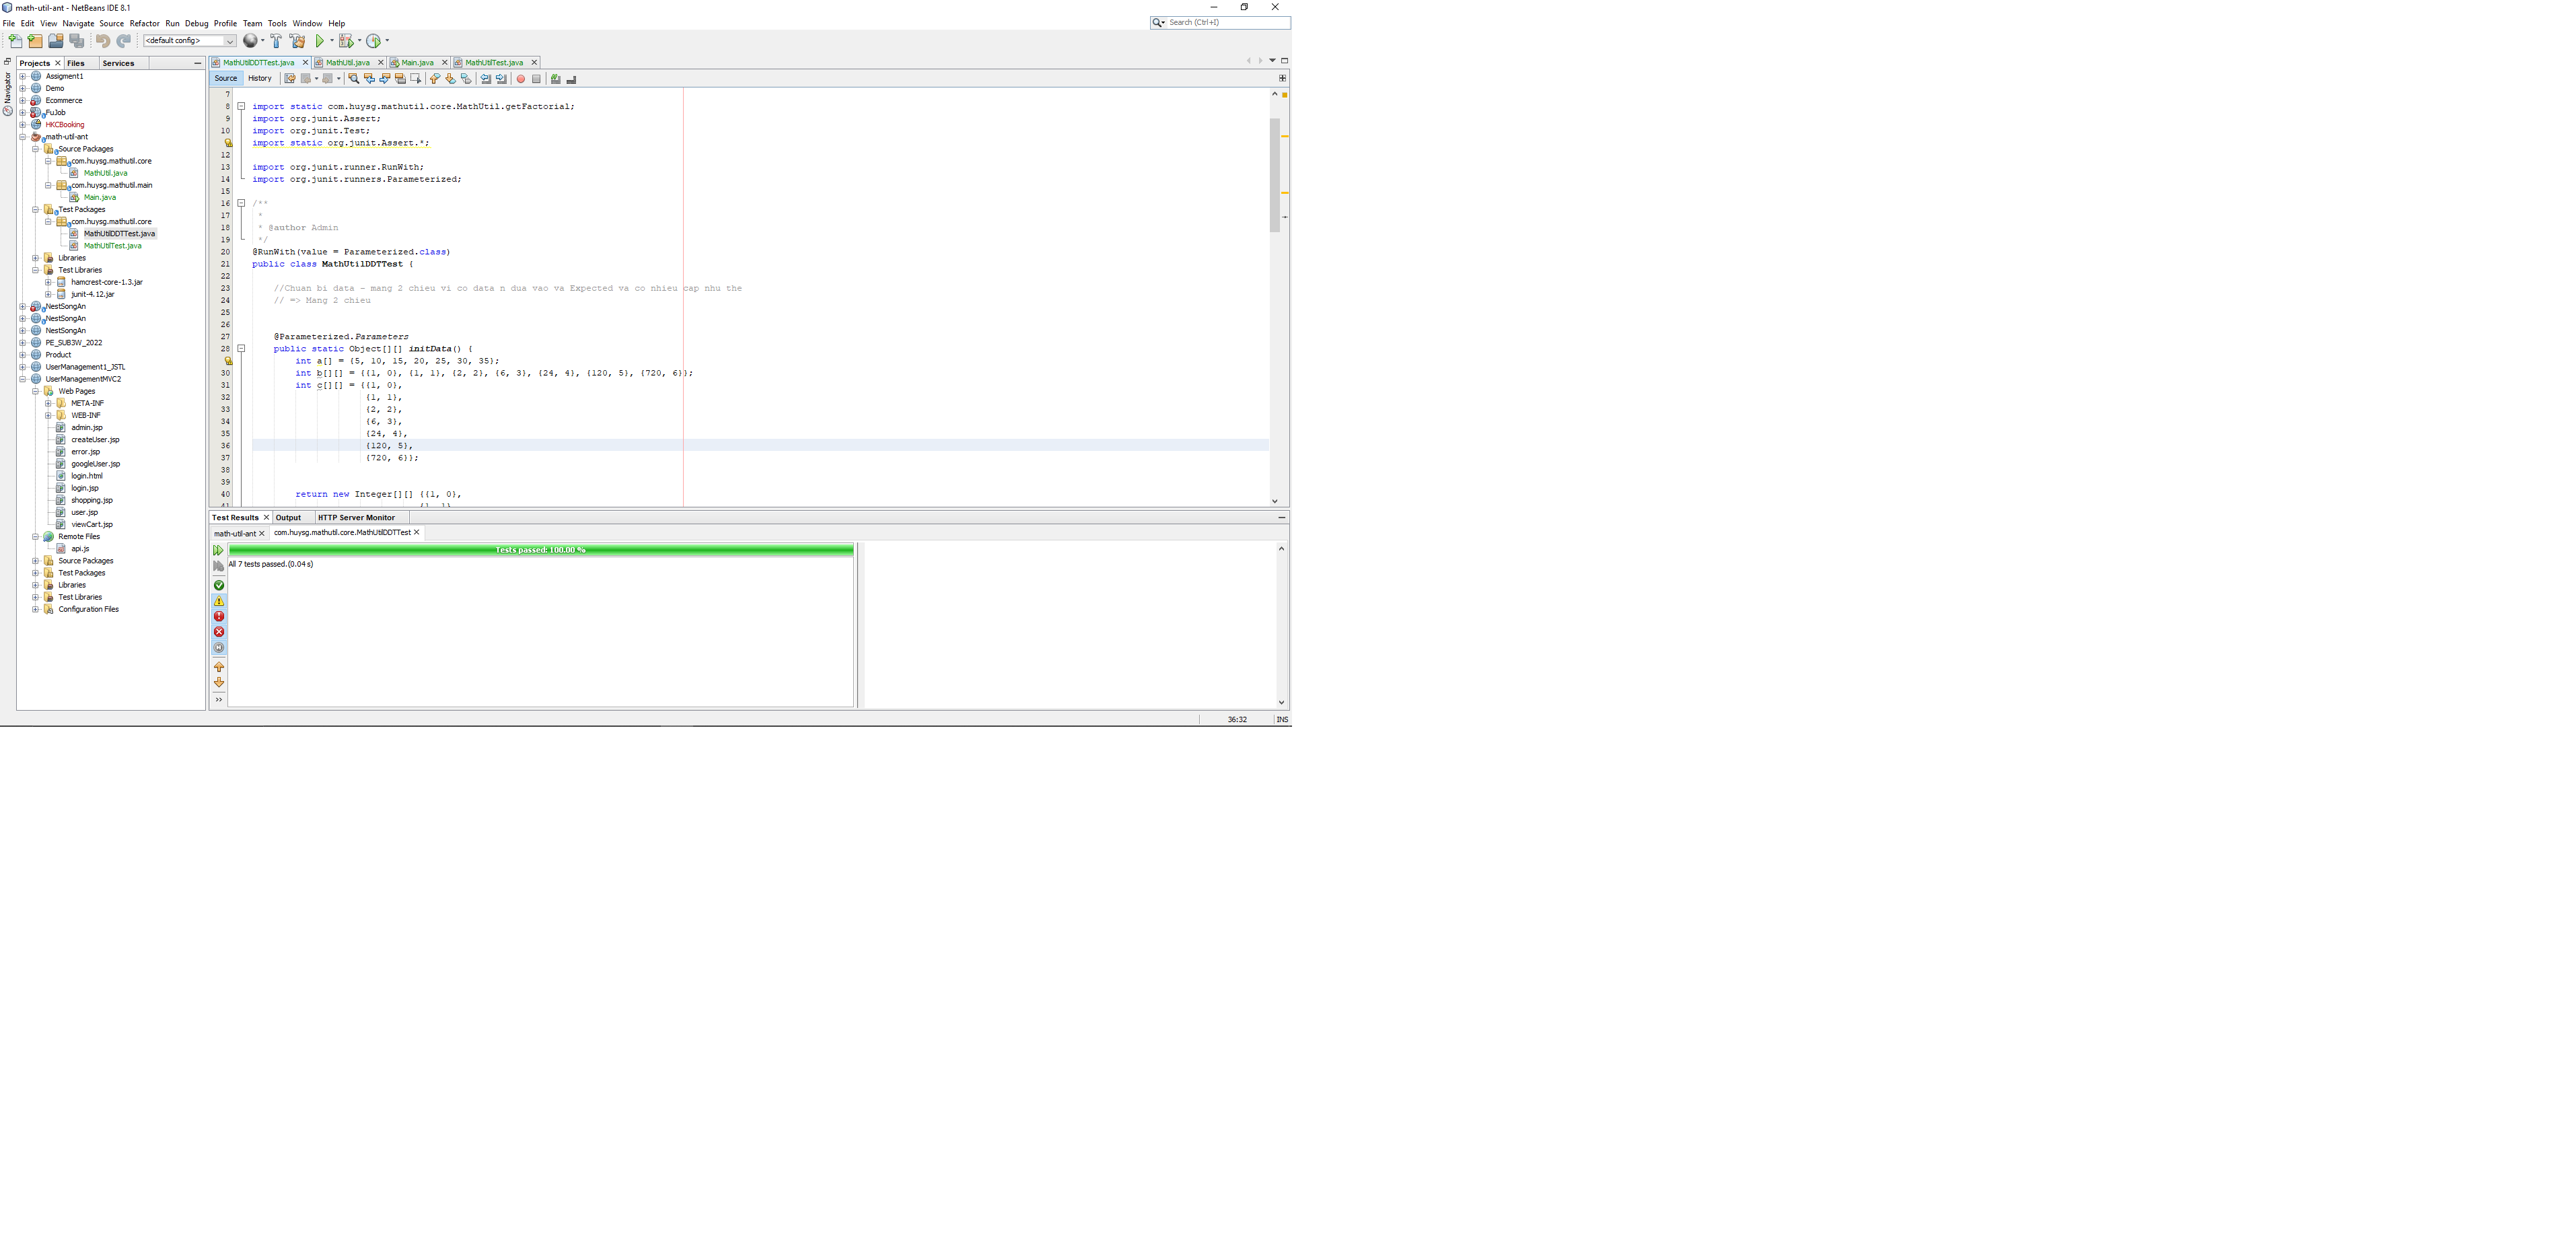 math-util-ant - NetBeans IDE 8.1
File Edit View Navigate Source Refactor Run Debug Profile Team Tools Window Help
Search (Ctrl+I)
<default config>
Navigator
Projects Files Services
Assigment1
Demo
Ecommerce
FuJob
HKCBooking
math-util-ant
Source Packages
com.huysg.mathutil.core
MathUtil.java
com.huysg.mathutil.main
Main.java
Test Packages
com.huysg.mathutil.core
MathUtilDDTTest.java
MathUtilTest.java
Libraries
Test Libraries
hamcrest-core-1.3.jar
junit-4.12.jar
NestSongAn
NestSongAn
NestSongAn
PE_SUB3W_2022
Product
UserManagement1_JSTL
UserManagementMVC2
Web Pages
META-INF
WEB-INF
admin.jsp
createUser.jsp
error.jsp
googleUser.jsp
login.html
login.jsp
shopping.jsp
user.jsp
viewCart.jsp
Remote Files
api.js
Source Packages
Test Packages
Libraries
Test Libraries
Configuration Files
MathUtilDDTTest.java MathUtil.java Main.java MathUtilTest.java
Source History
7
8 import static com.huysg.mathutil.core.MathUtil.getFactorial;
9 import org.junit.Assert;
10 import org.junit.Test;
import static org.junit.Assert.*;
12
13 import org.junit.runner.RunWith;
14 import org.junit.runners.Parameterized;
15
16 /**
17 *
18 * @author Admin
19 */
20 @RunWith(value = Parameterized.class)
21 public class MathUtilDDTTest {
22
23 //Chuan bi data - mang 2 chieu vi co data n dua vao va Expected va co nhieu cap nhu the
24 // => Mang 2 chieu
25
26
27 @Parameterized.Parameters
28 public static Object[][] initData() {
int a[] = {5, 10, 15, 20, 25, 30, 35};
30 int b[][] = {{1, 0}, {1, 1}, {2, 2}, {6, 3}, {24, 4}, {120, 5}, {720, 6}};
31 int c[][] = {{1, 0},
32 {1, 1},
33 {2, 2},
34 {6, 3},
35 {24, 4},
36 {120, 5},
37 {720, 6}};
38
39
40 return new Integer[][] {{1, 0},
Test Results Output HTTP Server Monitor
math-util-ant com.huysg.mathutil.core.MathUtilDDTTest
Tests passed: 100.00 %
All 7 tests passed.(0.04 s)
36:32 INS